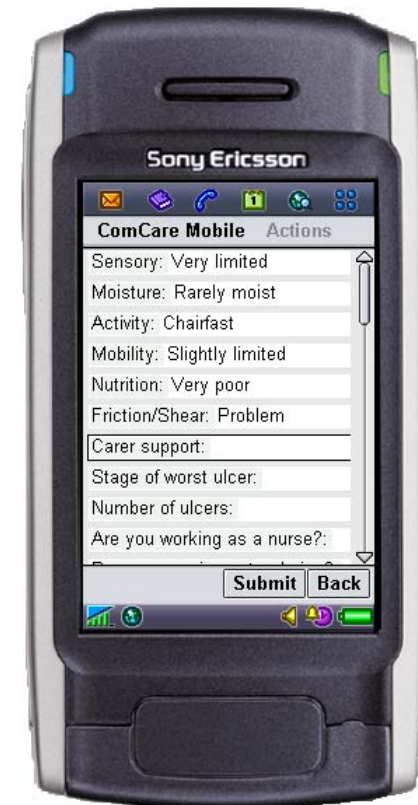 Sony Ericsson
1
ComCare Mobile Actions
Sensory: Very limited
Moisture: Rarely moist
Activity: Chairfast
Mobility: Slightly limited
Nutrition: Very poor
Friction/Shear: Problem
Carer support:
Stage of worst ulcer:
Number of ulcers:
Are you working as a nurse?:
Submit Back